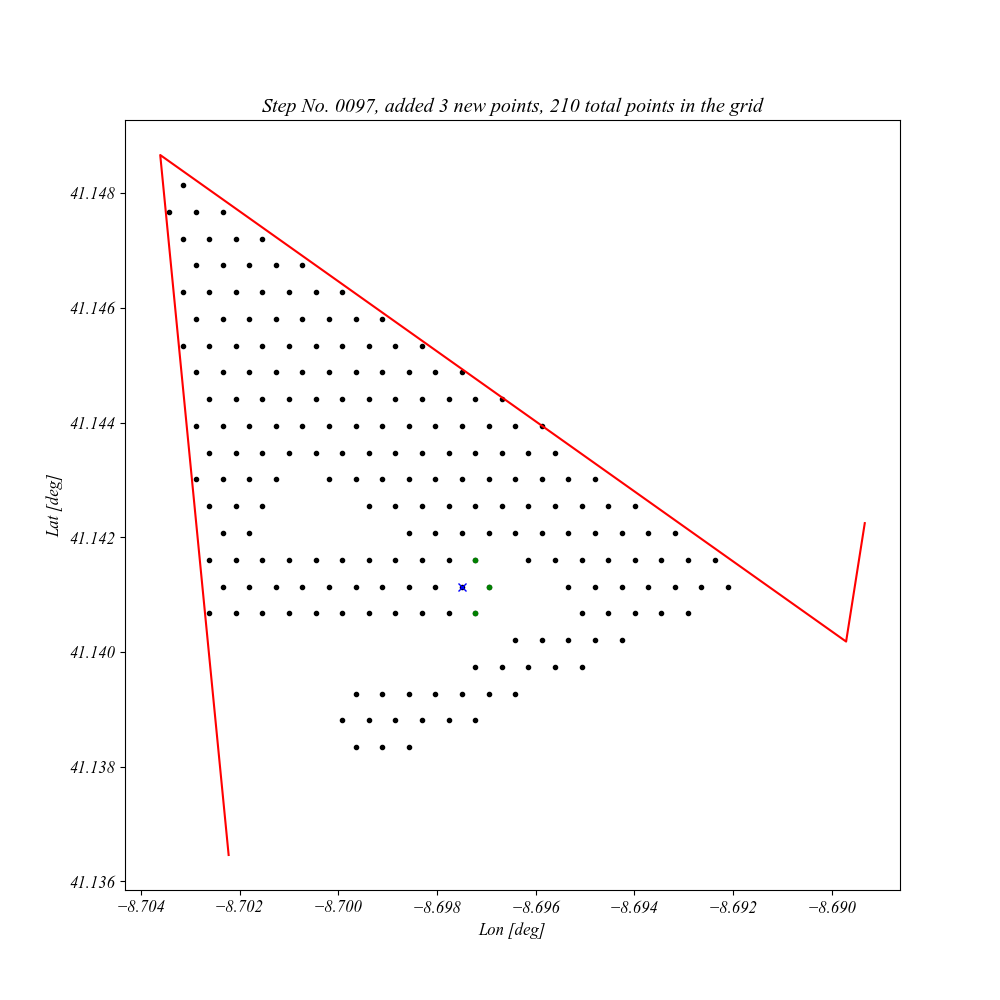 Step No. 0097, added 3 new points, 210 total points in the grid
41.148
41.146
41.144
41.142
41.140
41.138
41.136
Lat [deg]
−8.704 −8.702 −8.700 −8.698 −8.696 −8.694 −8.692 −8.690
Lon [deg]